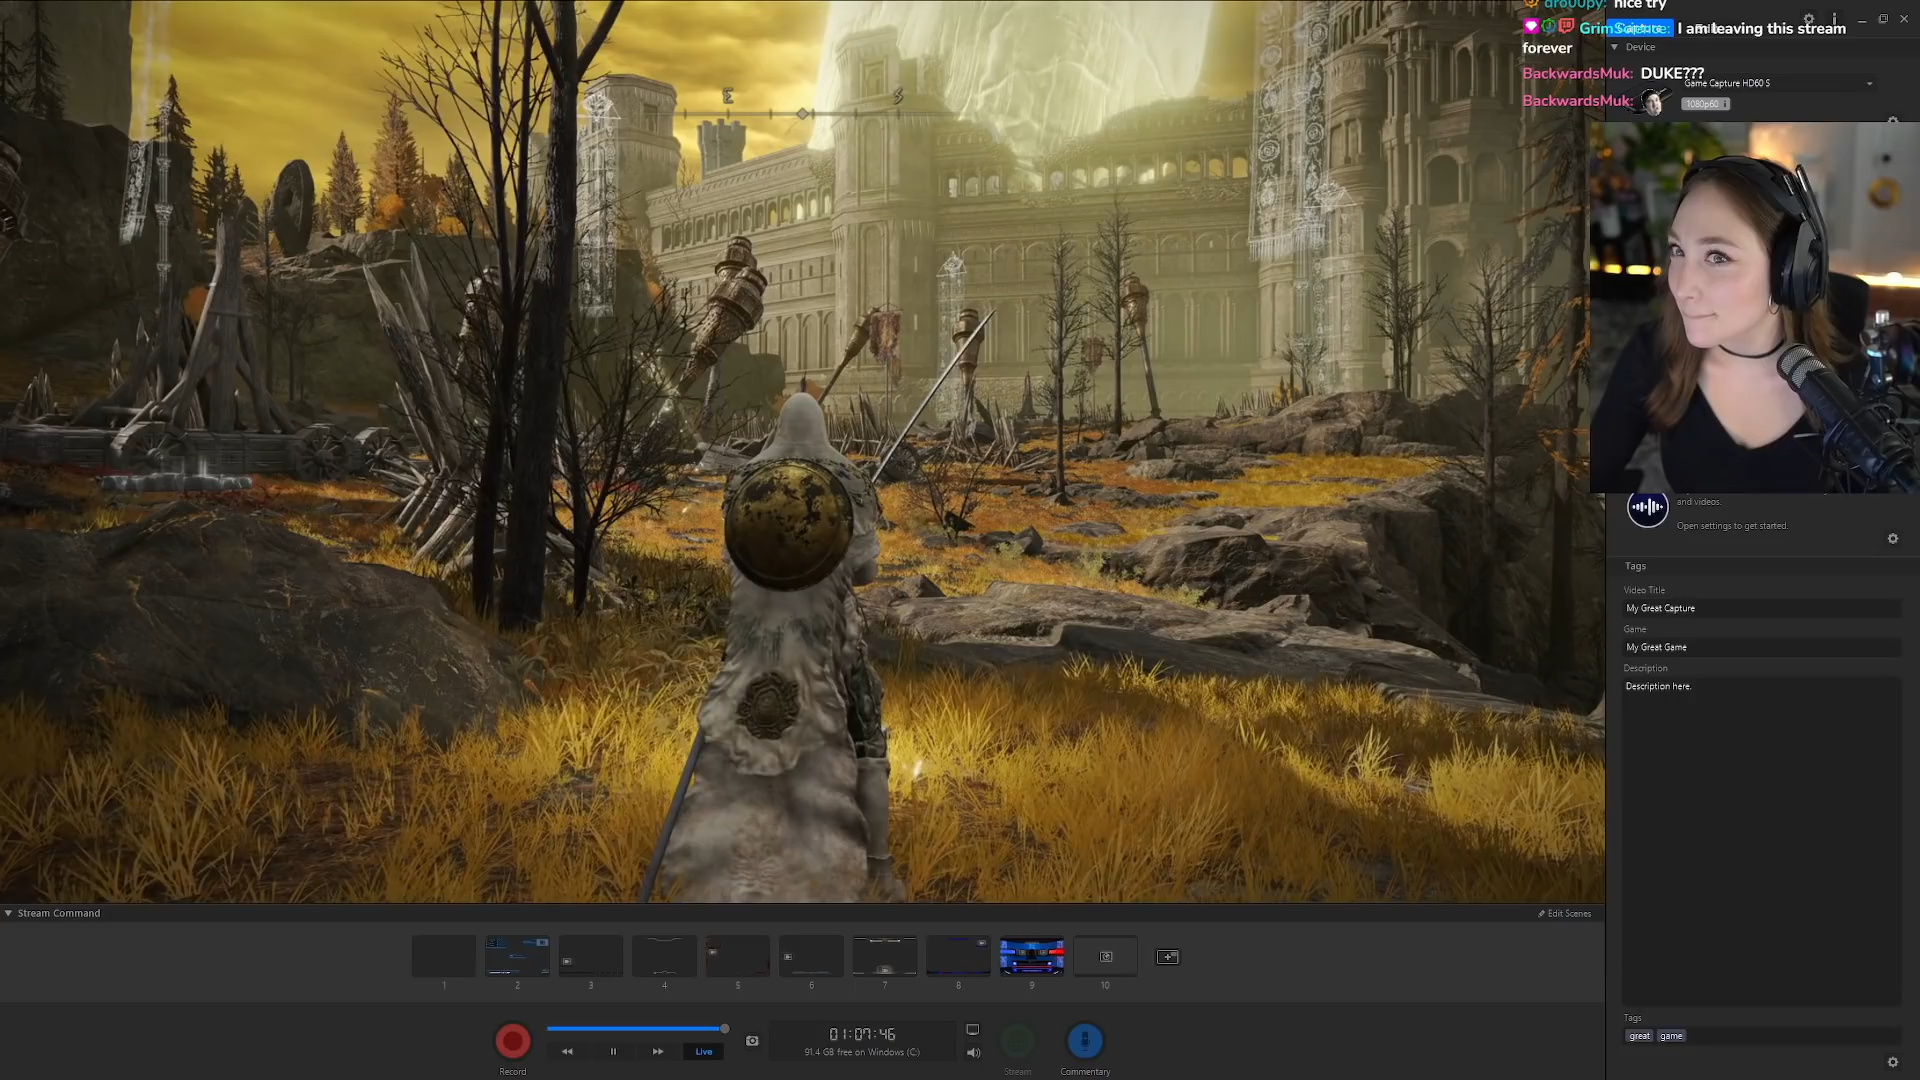 dro00py: nice try
GrimScience: I am leaving this stream
forever
BackwardsMuk: DUKE???
BackwardsMuk:
Device
Game Capture HD60 S
1080p60
E
S
and videos.
Open settings to get started.
Tags
Video Title
My Great Capture
Game
My Great Game
Description
Description here.
Tags
great game
Stream Command
Edit Scenes
1 2 3 4 5 6 7 8 9 10
01:07:46
91.4 GB free on Windows (C:)
Live
Record
Stream
Commentary